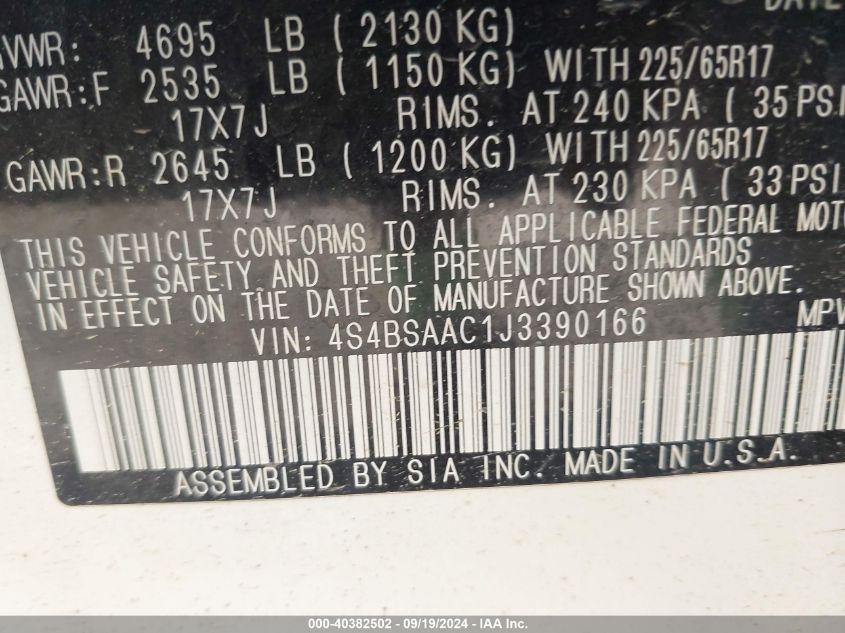 GVWR: 4695 LB ( 2130 KG)
GAWR:F 2535 LB ( 1150 KG) WITH 225/65R17
17X7J RIMS. AT 240 KPA ( 35 PSI
GAWR:R 2645 LB ( 1200 KG) WITH 225/65R17
17X7J RIMS. AT 230 KPA ( 33 PSI
THIS VEHICLE CONFORMS TO ALL APPLICABLE FEDERAL MOTO
VEHICLE SAFETY AND THEFT PREVENTION STANDARDS
IN EFFECT ON THE DATE OF MANUFACTURE SHOWN ABOVE.
VIN: 4S4BSAAC1J3390166 MPV
ASSEMBLED BY SIA INC. MADE IN U.S.A.
000-40382502 - 09/19/2024 - IAA Inc.